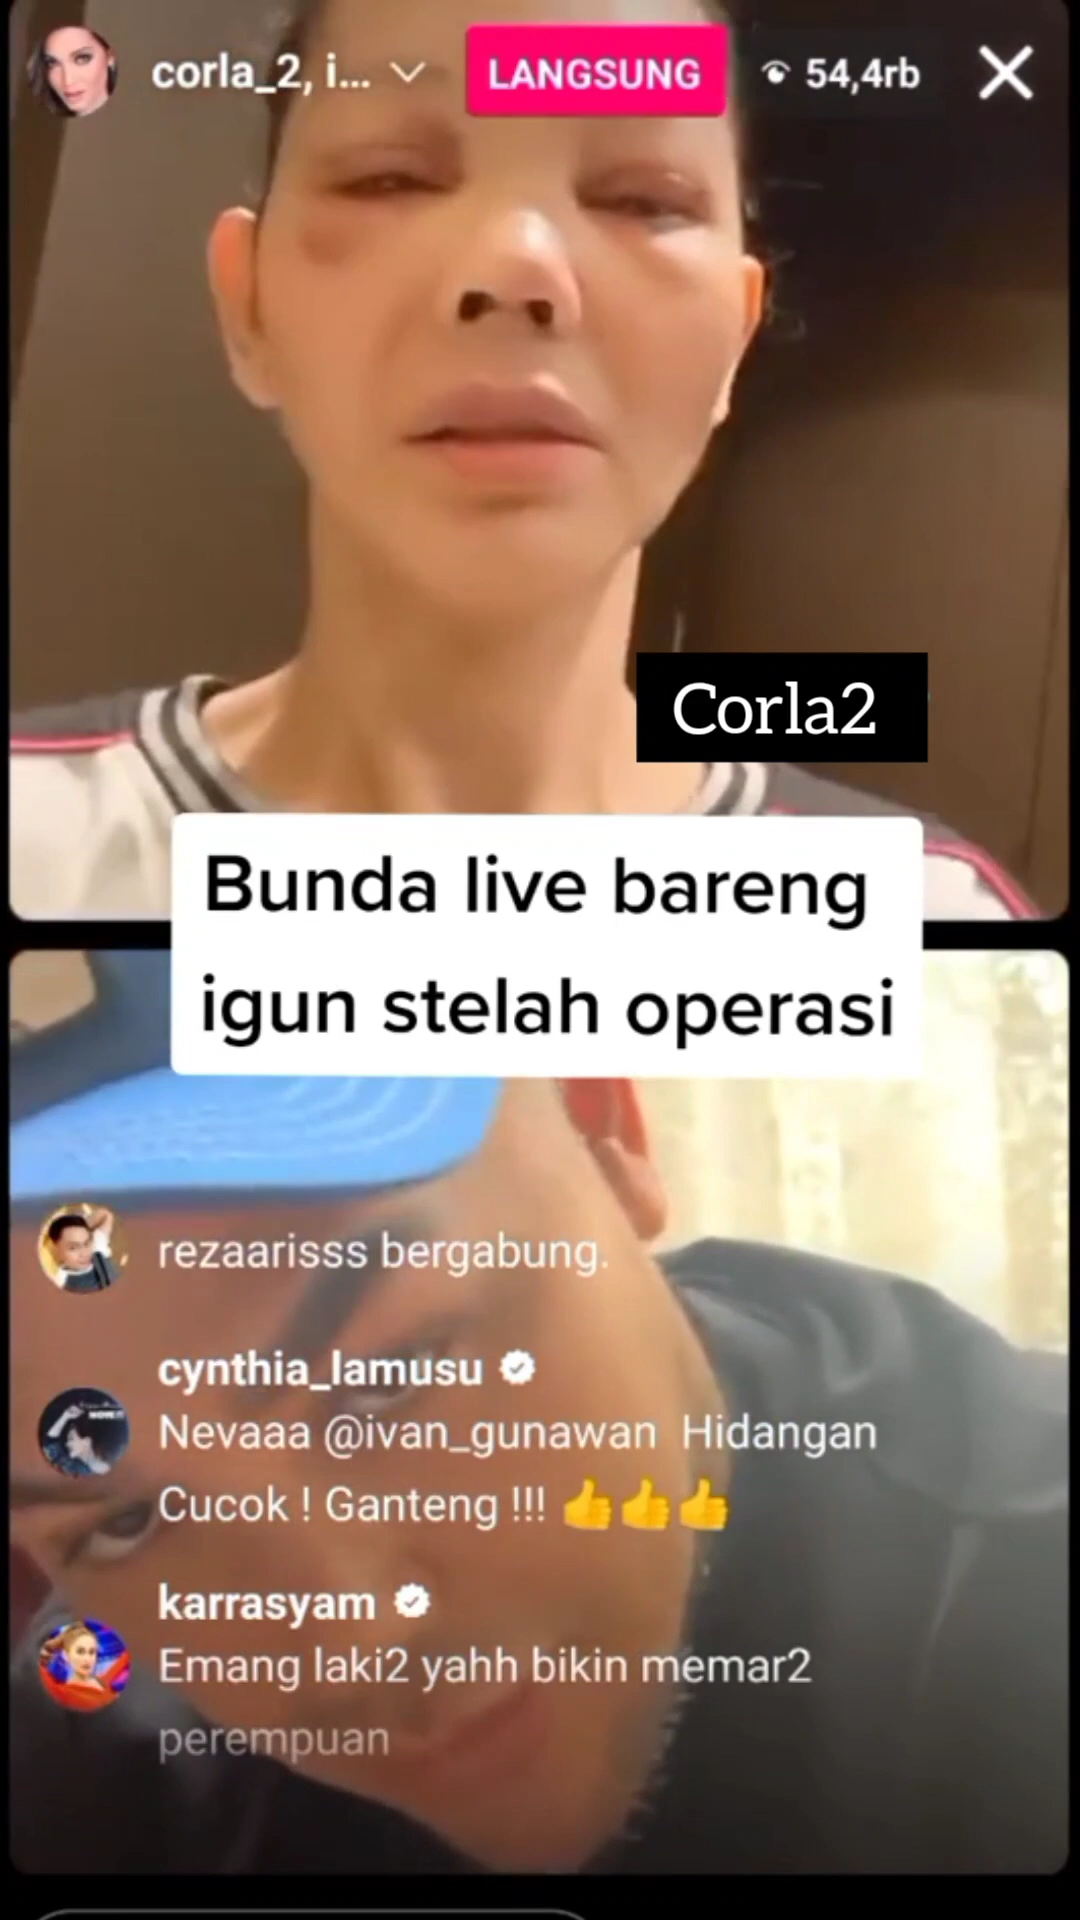 corla_2, i...
LANGSUNG
54,4rb
Corla2
Bunda live bareng
igun stelah operasi
rezaarisss bergabung.
cynthia_lamusu
Nevaaa @ivan_gunawan Hidangan
Cucok ! Ganteng !!! 👍👍👍
karrasyam
Emang laki2 yahh bikin memar2
perempuan